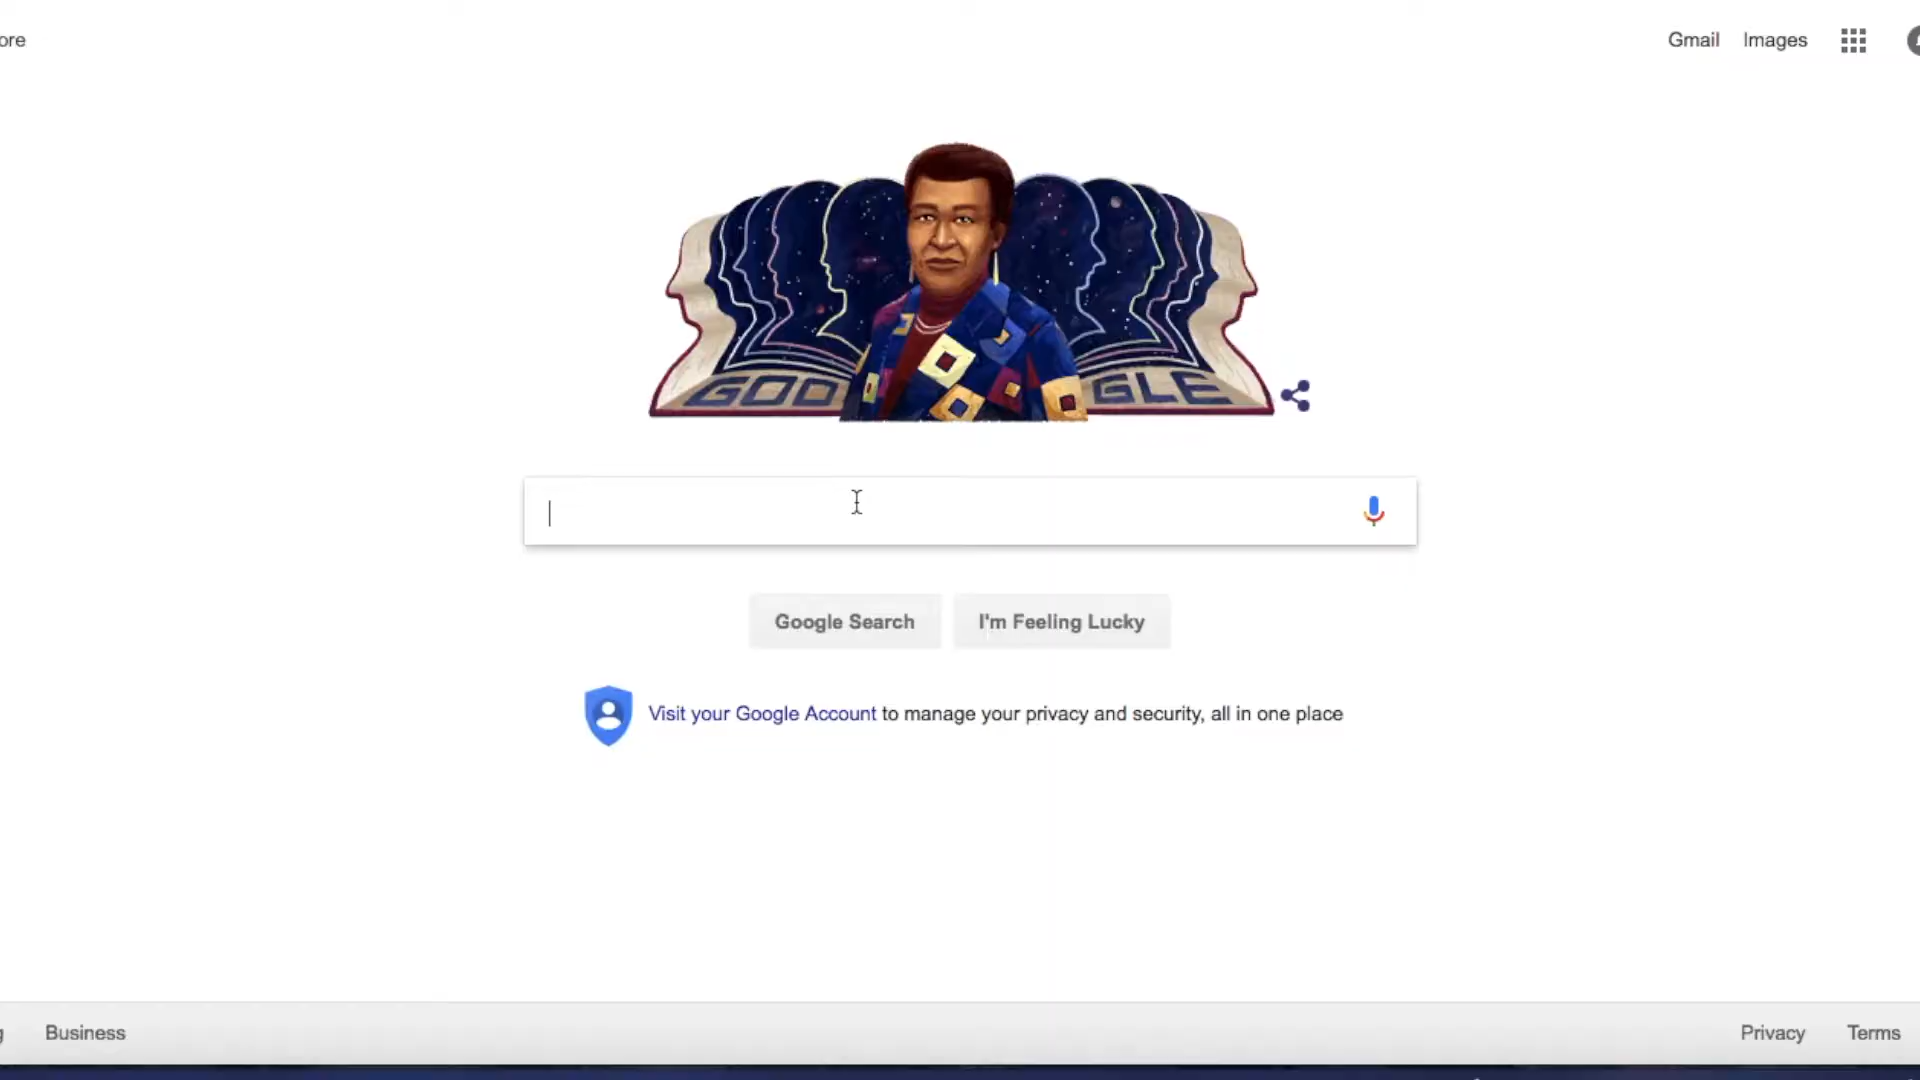 ore
Gmail Images
GOO GLE
Google Search I'm Feeling Lucky
Visit your Google Account to manage your privacy and security, all in one place
Business
Privacy Terms